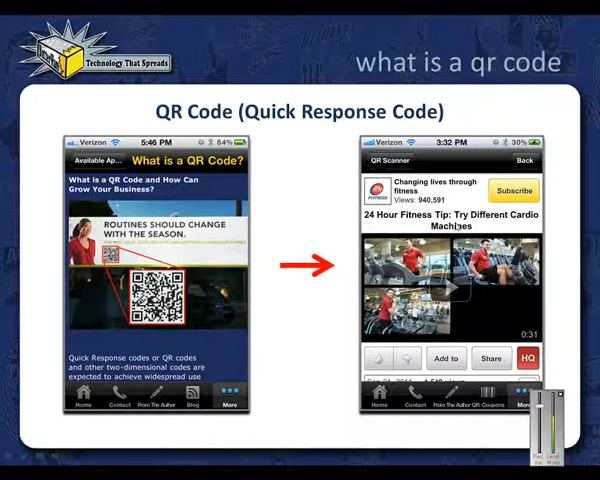 Technology That Spreads
what is a qr code
QR Code (Quick Response Code)
Verizon 5:46 PM 84%
Available Ap... What is a QR Code?
What is a QR Code and How Can
Grow Your Business?
ROUTINES SHOULD CHANGE
WITH THE SEASON.
Quick Response codes or QR codes
and other two-dimensional codes are
expected to achieve widespread use
Home Contact From The Author Blog More
Verizon 3:32 PM 30%
QR Scanner Back
Changing lives through
fitness
Views: 940,591
Subscribe
24 Hour Fitness Tip: Try Different Cardio
Machines
0:31
Add to Share HQ
Home Contact From The Author QR Coupons More
Rec Level
Vol Meter